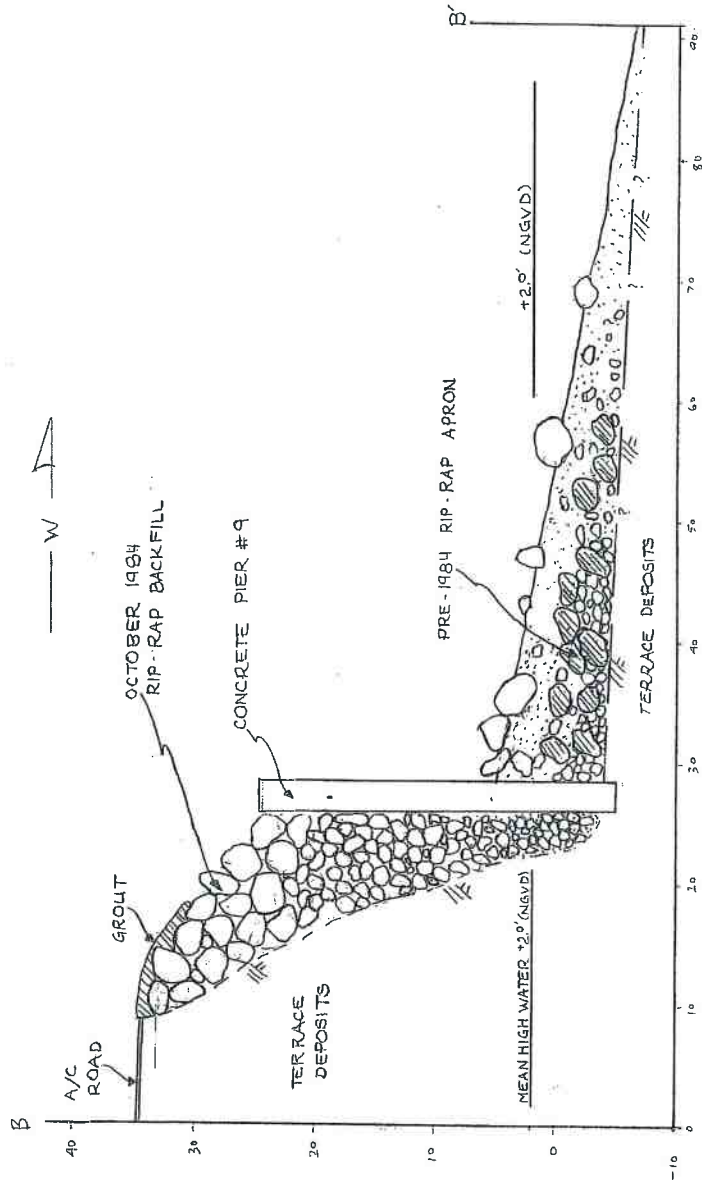 B
B'
W
A/C
ROAD
GROUT
OCTOBER 1984
RIP-RAP BACKFILL
CONCRETE PIER #9
PRE-1984 RIP-RAP APRON
+2.0' (NGVD)
TERRACE
DEPOSITS
MEAN HIGH WATER +2.0' (NGVD)
TERRACE DEPOSITS
?
?
?
?
40
30
20
10
0
-10
0
10
20
30
40
50
60
70
80
90